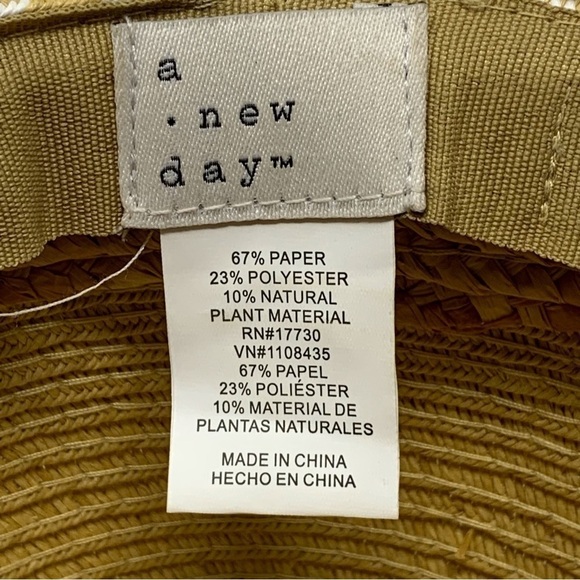 a
· new
day™
67% PAPER
23% POLYESTER
10% NATURAL
PLANT MATERIAL
RN#17730
VN#1108435
67% PAPEL
23% POLIÉSTER
10% MATERIAL DE
PLANTAS NATURALES
MADE IN CHINA
HECHO EN CHINA